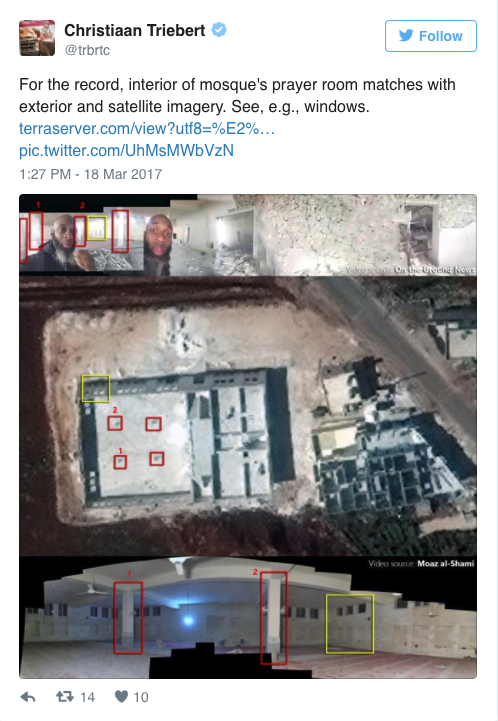 Christiaan Triebert
@trbrtc
Follow
For the record, interior of mosque's prayer room matches with
exterior and satellite imagery. See, e.g., windows.
terraserver.com/view?utf8=%E2%…
pic.twitter.com/UhMsMWbVzN
1:27 PM - 18 Mar 2017
1 2
Video source: On the Ground News
2
1
Video source: Moaz al-Shami
1 2
14 10